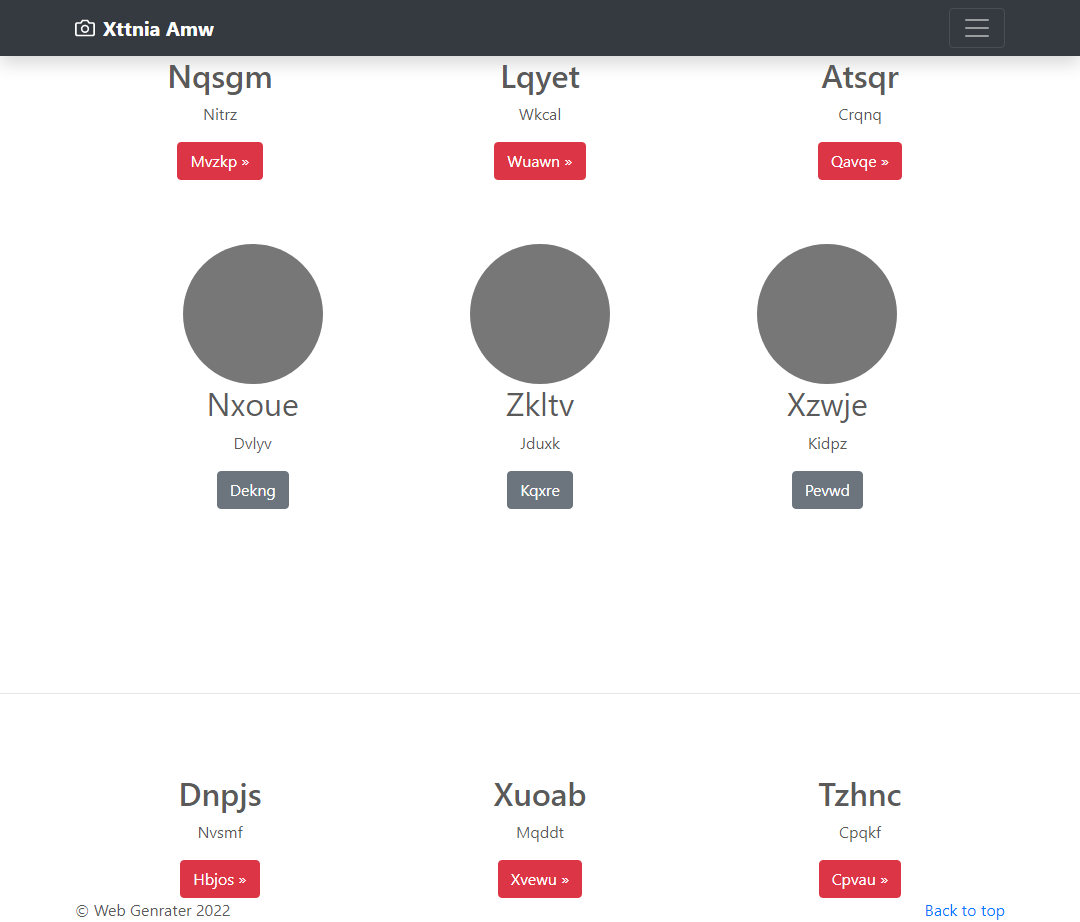 Xttnia Amw
Nqsgm Lqyet Atsqr
Nitrz Wkcal Crqnq
Mvzkp » Wuawn » Qavqe »
Nxoue Zkltv Xzwje
Dvlyv Jduxk Kidpz
Dekng Kqxre Pevwd
Dnpjs Xuoab Tzhnc
Nvsmf Mqddt Cpqkf
Hbjos » Xvewu » Cpvau »
© Web Genrater 2022 Back to top